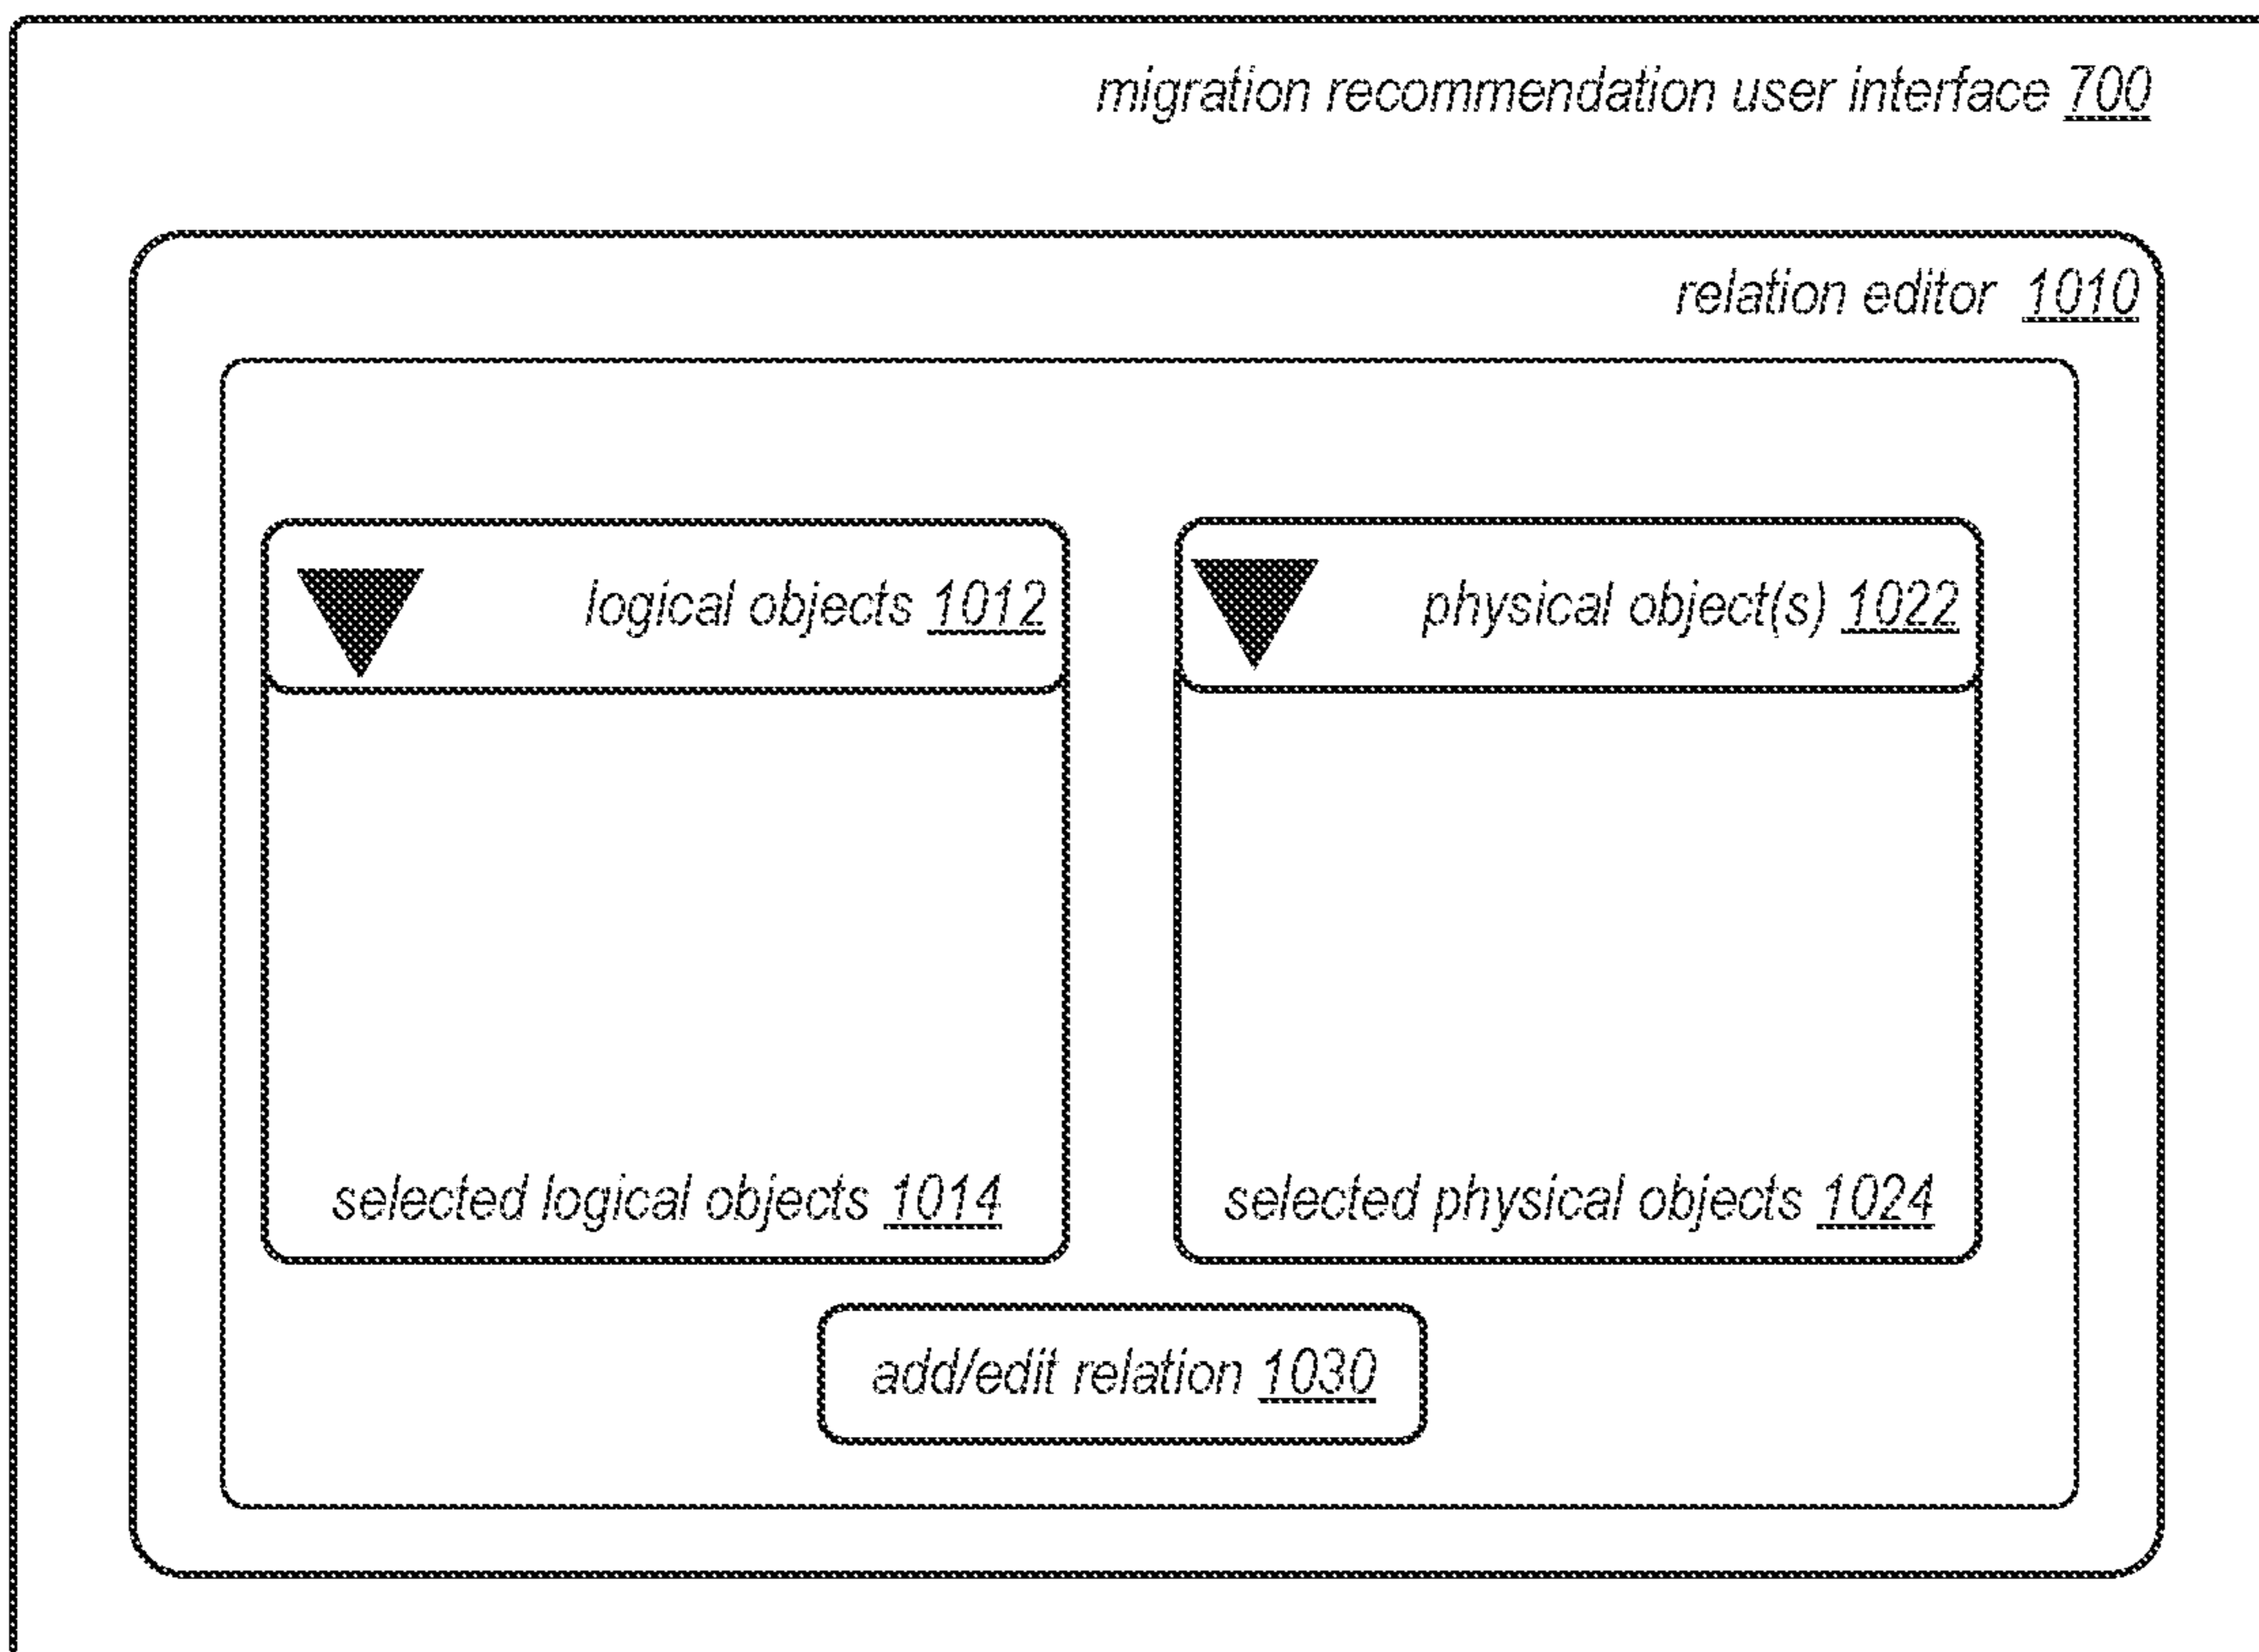 migration recommendation user interface 700
relation editor 1010
logical objects 1012
physical object(s) 1022
selected logical objects 1014
selected physical objects 1024
add/edit relation 1030